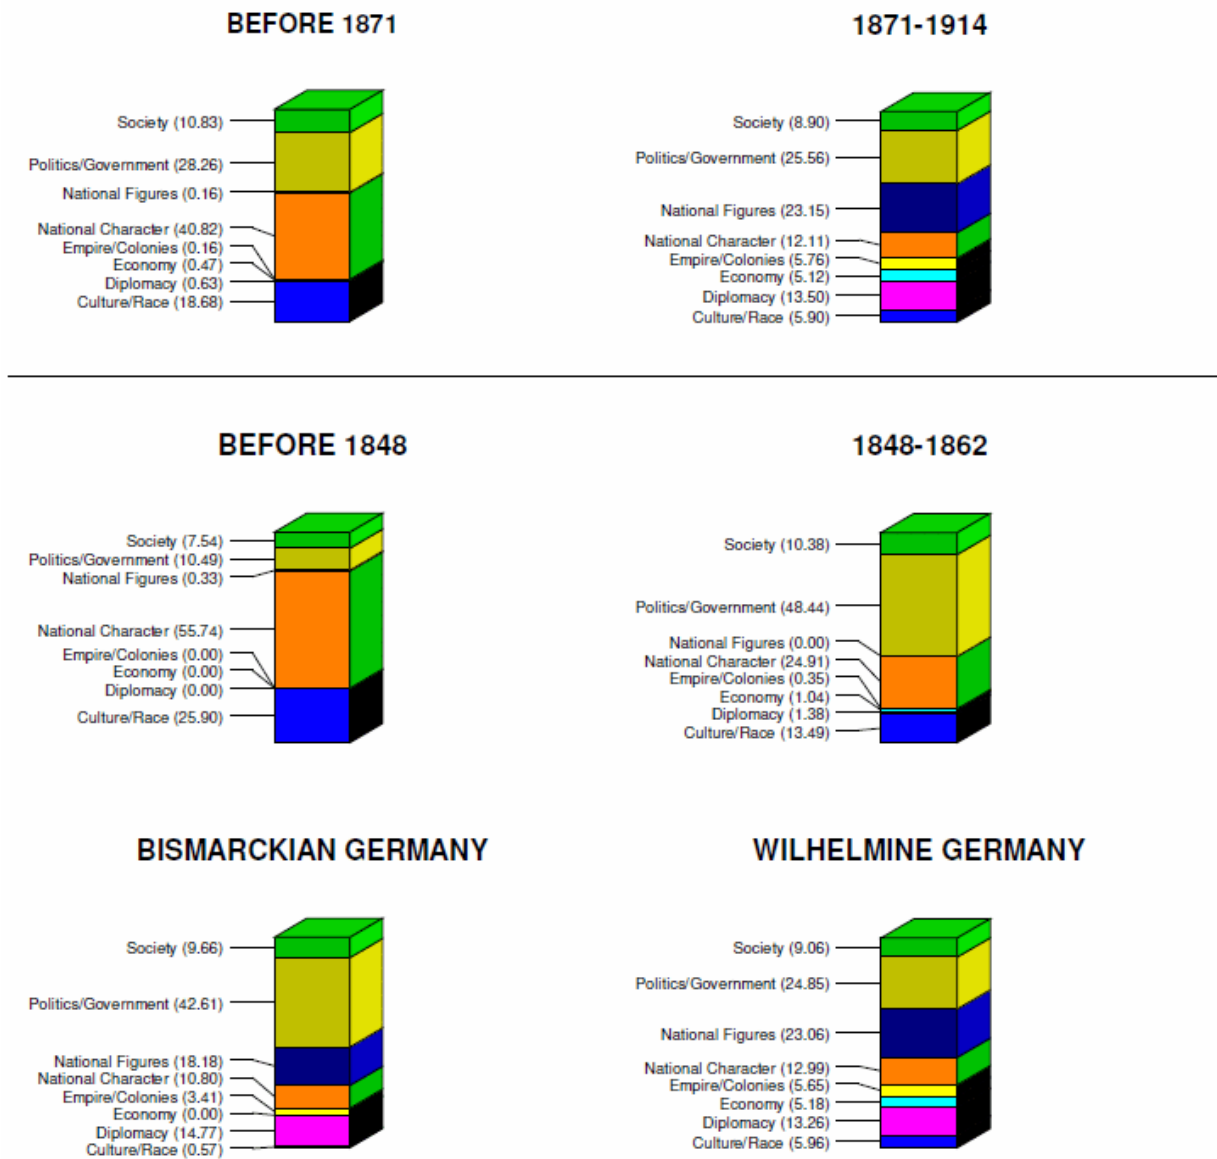 BEFORE 1871
Society (10.83)
Politics/Government (28.26)
National Figures (0.16)
National Character (40.82)
Empire/Colonies (0.16)
Economy (0.47)
Diplomacy (0.63)
Culture/Race (18.68)
1871-1914
Society (8.90)
Politics/Government (25.56)
National Figures (23.15)
National Character (12.11)
Empire/Colonies (5.76)
Economy (5.12)
Diplomacy (13.50)
Culture/Race (5.90)
BEFORE 1848
Society (7.54)
Politics/Government (10.49)
National Figures (0.33)
National Character (55.74)
Empire/Colonies (0.00)
Economy (0.00)
Diplomacy (0.00)
Culture/Race (25.90)
1848-1862
Society (10.38)
Politics/Government (48.44)
National Figures (0.00)
National Character (24.91)
Empire/Colonies (0.35)
Economy (1.04)
Diplomacy (1.38)
Culture/Race (13.49)
BISMARCKIAN GERMANY
Society (9.66)
Politics/Government (42.61)
National Figures (18.18)
National Character (10.80)
Empire/Colonies (3.41)
Economy (0.00)
Diplomacy (14.77)
Culture/Race (0.57)
WILHELMINE GERMANY
Society (9.06)
Politics/Government (24.85)
National Figures (23.06)
National Character (12.99)
Empire/Colonies (5.65)
Economy (5.18)
Diplomacy (13.26)
Culture/Race (5.96)